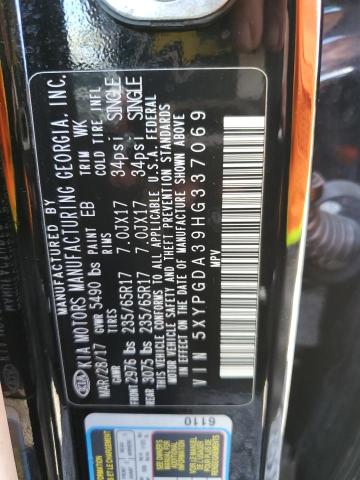 MANUFACTURED BY
KIA MOTORS MANUFACTURING GEORGIA, INC.
MAR/28/17 GVWR 5490 lbs PAINT EB TRIM WK
GAWR TIRES RIMS COLD TIRE INFL
FRONT 2976 lbs 235/65R17 7.0JX17 34psi SINGLE
REAR 3075 lbs 235/65R17 7.0JX17 34psi SINGLE
THIS VEHICLE CONFORMS TO ALL APPLICABLE U.S.A. FEDERAL
MOTOR VEHICLE SAFETY AND THEFT PREVENTION STANDARDS
IN EFFECT ON THE DATE OF MANUFACTURE SHOWN ABOVE
VIN 5XYPGDA39HG337069
MPV
6110